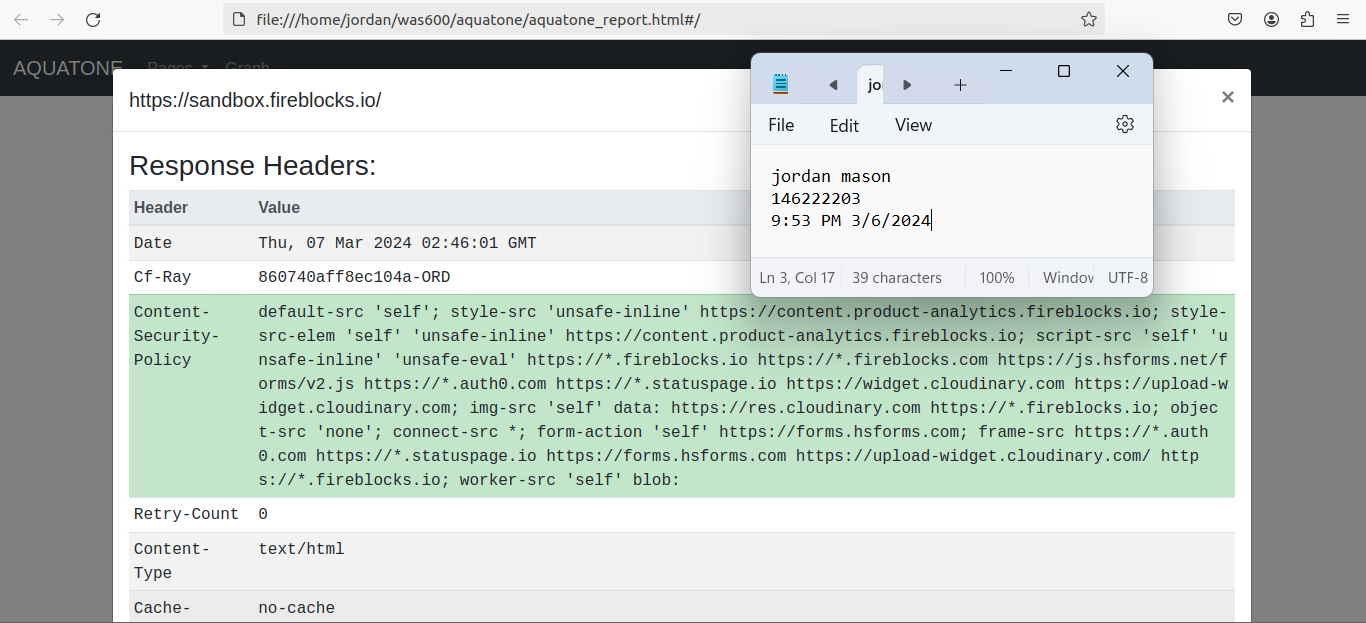 file:///home/jordan/was600/aquatone/aquatone_report.html#/
AQUATONE Pages Graph
https://sandbox.fireblocks.io/
Response Headers:
Header Value
Date Thu, 07 Mar 2024 02:46:01 GMT
Cf-Ray 860740aff8ec104a-ORD
Content-
Security-
Policy
default-src 'self'; style-src 'unsafe-inline' https://content.product-analytics.fireblocks.io; style-
src-elem 'self' 'unsafe-inline' https://content.product-analytics.fireblocks.io; script-src 'self' 'u
nsafe-inline' 'unsafe-eval' https://*.fireblocks.io https://*.fireblocks.com https://js.hsforms.net/f
orms/v2.js https://*.auth0.com https://*.statuspage.io https://widget.cloudinary.com https://upload-w
idget.cloudinary.com; img-src 'self' data: https://res.cloudinary.com https://*.fireblocks.io; objec
t-src 'none'; connect-src *; form-action 'self' https://forms.hsforms.com; frame-src https://*.auth
0.com https://*.statuspage.io https://forms.hsforms.com https://upload-widget.cloudinary.com/ http
s://*.fireblocks.io; worker-src 'self' blob:
Retry-Count 0
Content-
Type
text/html
Cache- no-cache
jor
File Edit View
jordan mason
146222203
9:53 PM 3/6/2024
Ln 3, Col 17 39 characters 100% Window UTF-8